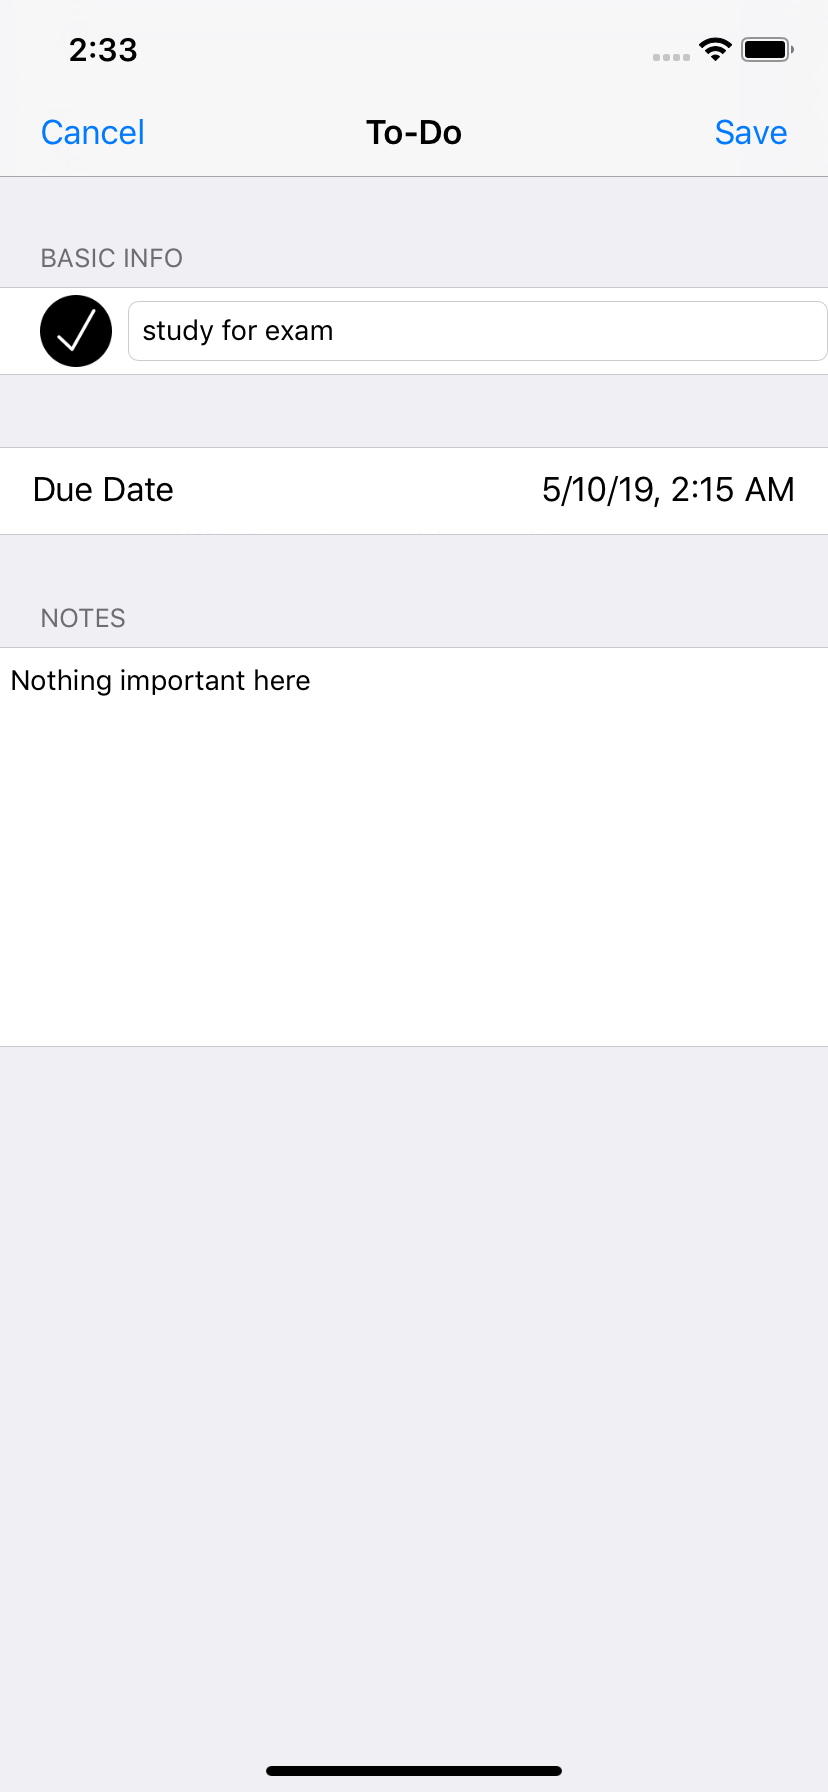 2:33
Cancel To-Do Save
BASIC INFO
study for exam
Due Date 5/10/19, 2:15 AM
NOTES
Nothing important here